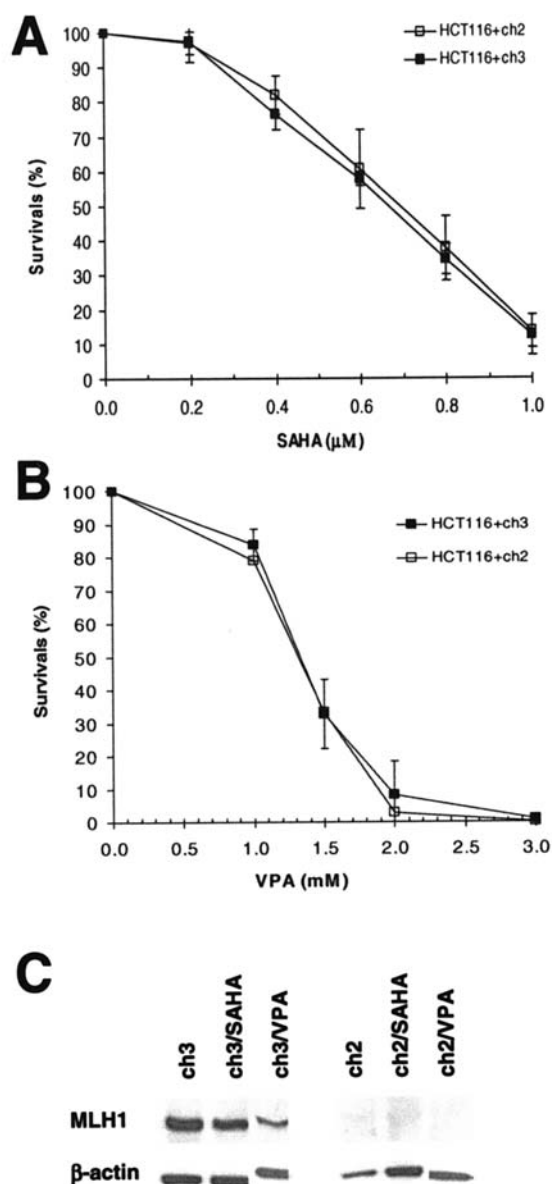 A
HCT116+ch2
HCT116+ch3
100
90
80
70
60
50
40
30
20
10
0
Survivals (%)
0.0 0.2 0.4 0.6 0.8 1.0
SAHA (μM)
B
HCT116+ch3
HCT116+ch2
100
90
80
70
60
50
40
30
20
10
0
Survivals (%)
0.0 0.5 1.0 1.5 2.0 2.5 3.0
VPA (mM)
C
ch3 ch3/SAHA ch3/VPA ch2 ch2/SAHA ch2/VPA
MLH1
β-actin